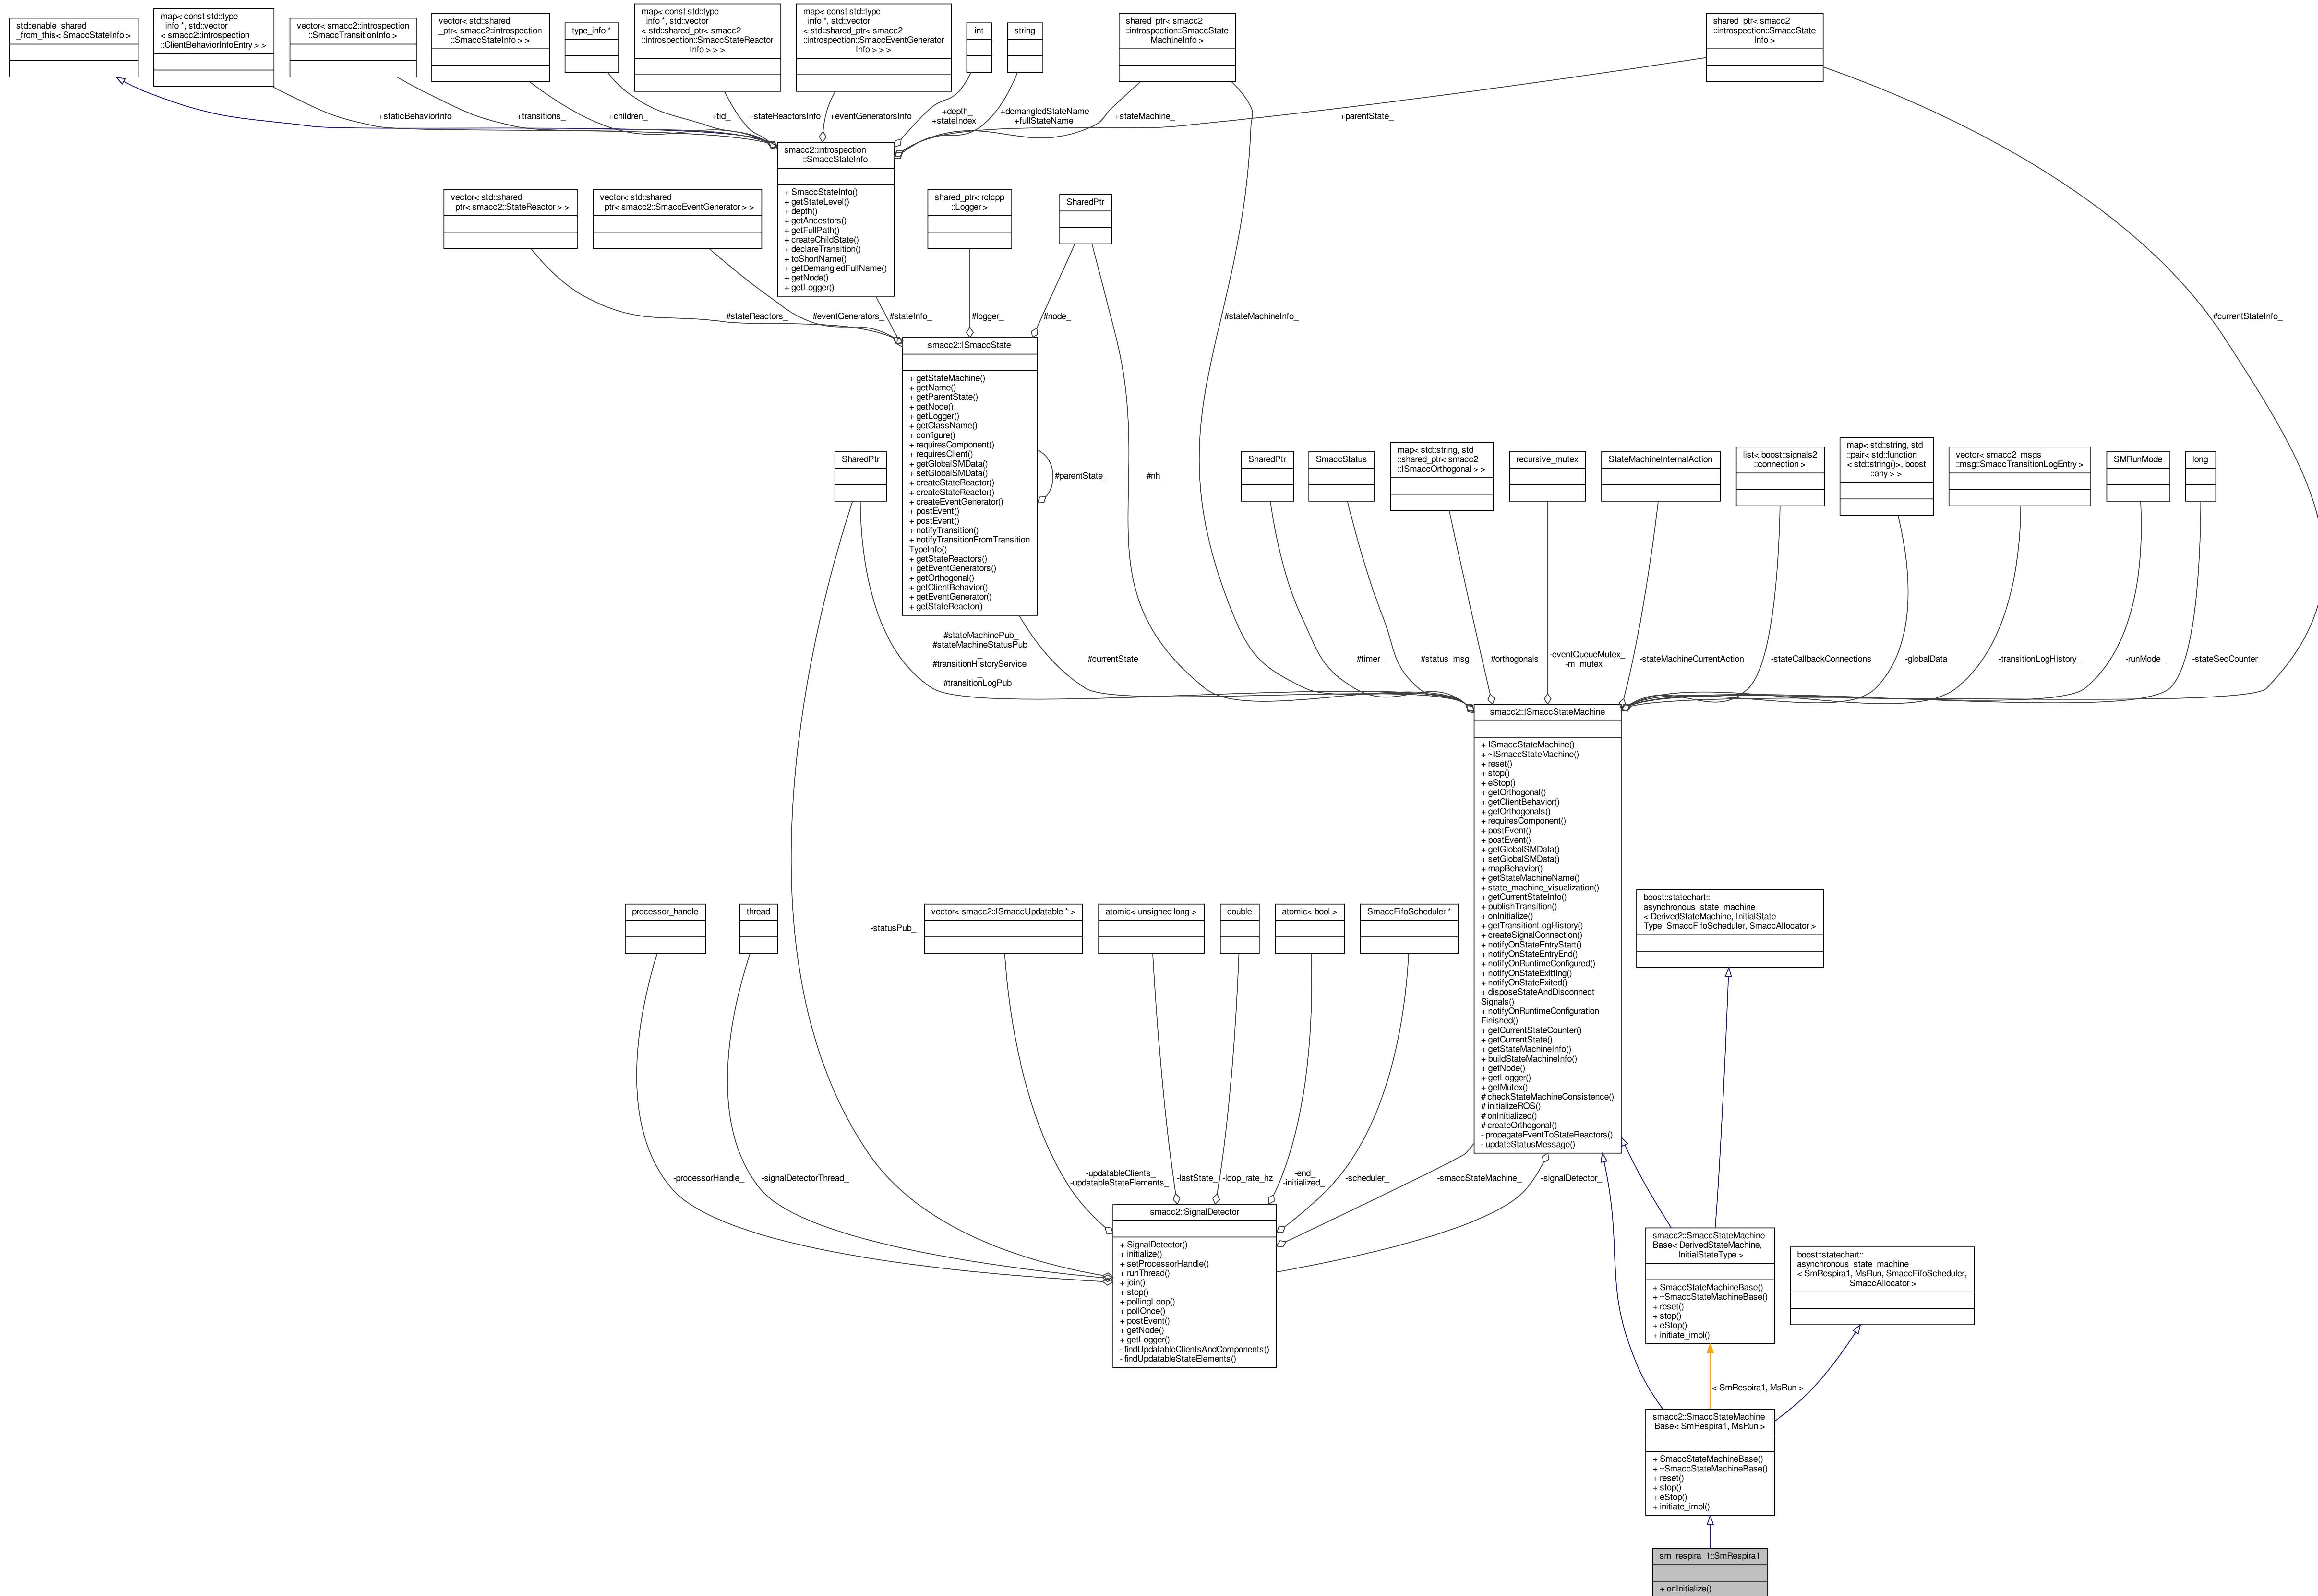 std::enable_shared
_from_this< SmaccStateInfo >
map< const std::type
_info *, std::vector
< smacc2::introspection
::ClientBehaviorInfoEntry > >
vector< smacc2::introspection
::SmaccTransitionInfo >
vector< std::shared
_ptr< smacc2::introspection
::SmaccStateInfo > >
type_info *
map< const std::type
_info *, std::vector
< std::shared_ptr< smacc2
::introspection::SmaccStateReactor
Info > > >
map< const std::type
_info *, std::vector
< std::shared_ptr< smacc2
::introspection::SmaccEventGenerator
Info > > >
int
string
shared_ptr< smacc2
::introspection::SmaccState
MachineInfo >
shared_ptr< smacc2
::introspection::SmaccState
Info >
+staticBehaviorInfo
+transitions_
+children_
+tid_
+stateReactorsInfo
+eventGeneratorsInfo
+depth_
+stateIndex_
+demangledStateName
+fullStateName
+stateMachine_
+parentState_
smacc2::introspection
::SmaccStateInfo
+ SmaccStateInfo()
+ getStateLevel()
+ depth()
+ getAncestors()
+ getFullPath()
+ createChildState()
+ declareTransition()
+ toShortName()
+ getDemangledFullName()
+ getNode()
+ getLogger()
vector< std::shared
_ptr< smacc2::StateReactor > >
vector< std::shared
_ptr< smacc2::SmaccEventGenerator > >
shared_ptr< rclcpp
::Logger >
SharedPtr
#stateReactors_
#eventGenerators_
#stateInfo_
#logger_
#node_
#stateMachineInfo_
#currentStateInfo_
smacc2::ISmaccState
+ getStateMachine()
+ getName()
+ getParentState()
+ getNode()
+ getLogger()
+ getClassName()
+ configure()
+ requiresComponent()
+ requiresClient()
+ getGlobalSMData()
+ setGlobalSMData()
+ createStateReactor()
+ createStateReactor()
+ createEventGenerator()
+ postEvent()
+ postEvent()
+ notifyTransition()
+ notifyTransitionFromTransition
TypeInfo()
+ getStateReactors()
+ getEventGenerators()
+ getOrthogonal()
+ getClientBehavior()
+ getEventGenerator()
+ getStateReactor()
#parentState_
#nh_
SharedPtr
SharedPtr
SmaccStatus
map< std::string, std
::shared_ptr< smacc2
::ISmaccOrthogonal > >
recursive_mutex
StateMachineInternalAction
list< boost::signals2
::connection >
map< std::string, std
::pair< std::function
< std::string()>, boost
::any > >
vector< smacc2_msgs
::msg::SmaccTransitionLogEntry >
SMRunMode
long
#stateMachinePub_
#stateMachineStatusPub
_
#transitionHistoryService
_
#transitionLogPub_
#currentState_
#timer_
#status_msg_
#orthogonals_
-eventQueueMutex_
-m_mutex_
-stateMachineCurrentAction
-stateCallbackConnections
-globalData_
-transitionLogHistory_
-runMode_
-stateSeqCounter_
smacc2::ISmaccStateMachine
+ ISmaccStateMachine()
+ ~ISmaccStateMachine()
+ reset()
+ stop()
+ eStop()
+ getOrthogonal()
+ getClientBehavior()
+ getOrthogonals()
+ requiresComponent()
+ postEvent()
+ postEvent()
+ getGlobalSMData()
+ setGlobalSMData()
+ mapBehavior()
+ getStateMachineName()
+ state_machine_visualization()
+ getCurrentStateInfo()
+ publishTransition()
+ onInitialize()
+ getTransitionLogHistory()
+ createSignalConnection()
+ notifyOnStateEntryStart()
+ notifyOnStateEntryEnd()
+ notifyOnRuntimeConfigured()
+ notifyOnStateExitting()
+ notifyOnStateExited()
+ disposeStateAndDisconnect
Signals()
+ notifyOnRuntimeConfiguration
Finished()
+ getCurrentStateCounter()
+ getCurrentState()
+ getStateMachineInfo()
+ buildStateMachineInfo()
+ getNode()
+ getLogger()
+ getMutex()
# checkStateMachineConsistence()
# initializeROS()
# onInitialized()
# createOrthogonal()
- propagateEventToStateReactors()
- updateStatusMessage()
processor_handle
thread
-statusPub_
vector< smacc2::ISmaccUpdatable * >
atomic< unsigned long >
double
atomic< bool >
SmaccFifoScheduler *
boost::statechart::
asynchronous_state_machine
< DerivedStateMachine, InitialState
Type, SmaccFifoScheduler, SmaccAllocator >
-processorHandle_
-signalDetectorThread_
-updatableClients_
-updatableStateElements_
-lastState_
-loop_rate_hz
-end_
-initialized_
-scheduler_
-smaccStateMachine_
-signalDetector_
smacc2::SignalDetector
+ SignalDetector()
+ initialize()
+ setProcessorHandle()
+ runThread()
+ join()
+ stop()
+ pollingLoop()
+ pollOnce()
+ postEvent()
+ getNode()
+ getLogger()
- findUpdatableClientsAndComponents()
- findUpdatableStateElements()
smacc2::SmaccStateMachine
Base< DerivedStateMachine,
InitialStateType >
+ SmaccStateMachineBase()
+ ~SmaccStateMachineBase()
+ reset()
+ stop()
+ eStop()
+ initiate_impl()
boost::statechart::
asynchronous_state_machine
< SmRespira1, MsRun, SmaccFifoScheduler,
SmaccAllocator >
< SmRespira1, MsRun >
smacc2::SmaccStateMachine
Base< SmRespira1, MsRun >
+ SmaccStateMachineBase()
+ ~SmaccStateMachineBase()
+ reset()
+ stop()
+ eStop()
+ initiate_impl()
sm_respira_1::SmRespira1
+ onInitialize()